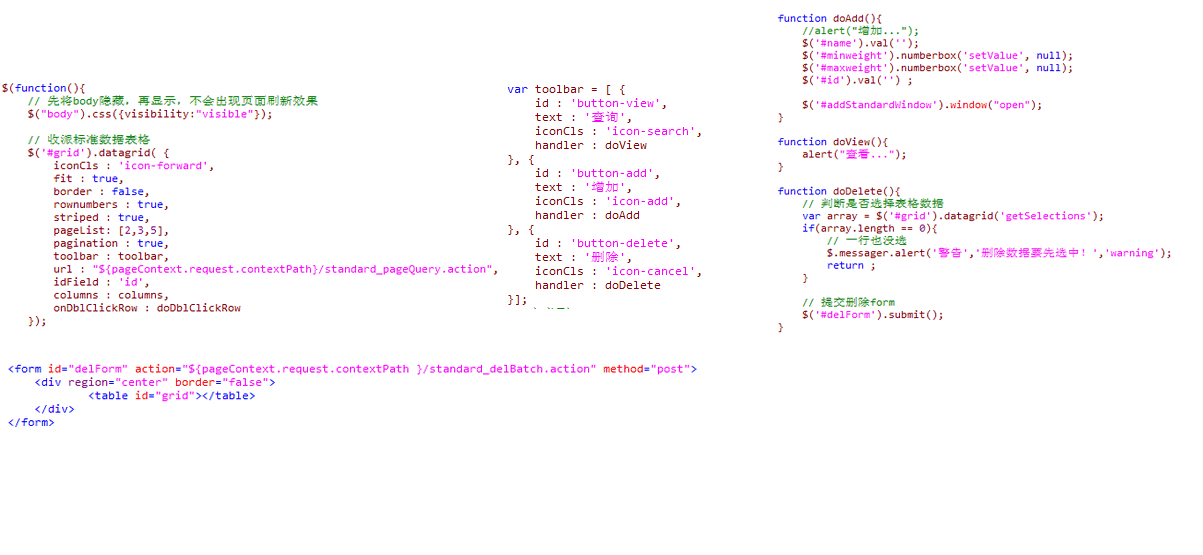 $(function(){
// 先将body隐藏，再显示，不会出现页面刷新效果
$("body").css({visibility:"visible"});
// 收派标准数据表格
$('#grid').datagrid( {
iconCls : 'icon-forward',
fit : true,
border : false,
rownumbers : true,
striped : true,
pageList: [2,3,5],
pagination : true,
toolbar : toolbar,
url : "${pageContext.request.contextPath}/standard_pageQuery.action",
idField : 'id',
columns : columns,
onDblClickRow : doDblClickRow
});
var toolbar = [ {
id : 'button-view',
text : '查询',
iconCls : 'icon-search',
handler : doView
}, {
id : 'button-add',
text : '增加',
iconCls : 'icon-add',
handler : doAdd
}, {
id : 'button-delete',
text : '删除',
iconCls : 'icon-cancel',
handler : doDelete
}];
function doAdd(){
//alert("增加...");
$('#name').val('');
$('#minweight').numberbox('setValue', null);
$('#maxweight').numberbox('setValue', null);
$('#id').val('') ;
$('#addStandardWindow').window("open");
}
function doView(){
alert("查看...");
}
function doDelete(){
// 判断是否选择表格数据
var array = $('#grid').datagrid('getSelections');
if(array.length == 0){
// 一行也没选
$.messager.alert('警告','删除数据要先选中！','warning');
return ;
}
// 提交删除form
$('#delForm').submit();
}
<form id="delForm" action="${pageContext.request.contextPath }/standard_delBatch.action" method="post">
<div region="center" border="false">
<table id="grid"></table>
</div>
</form>